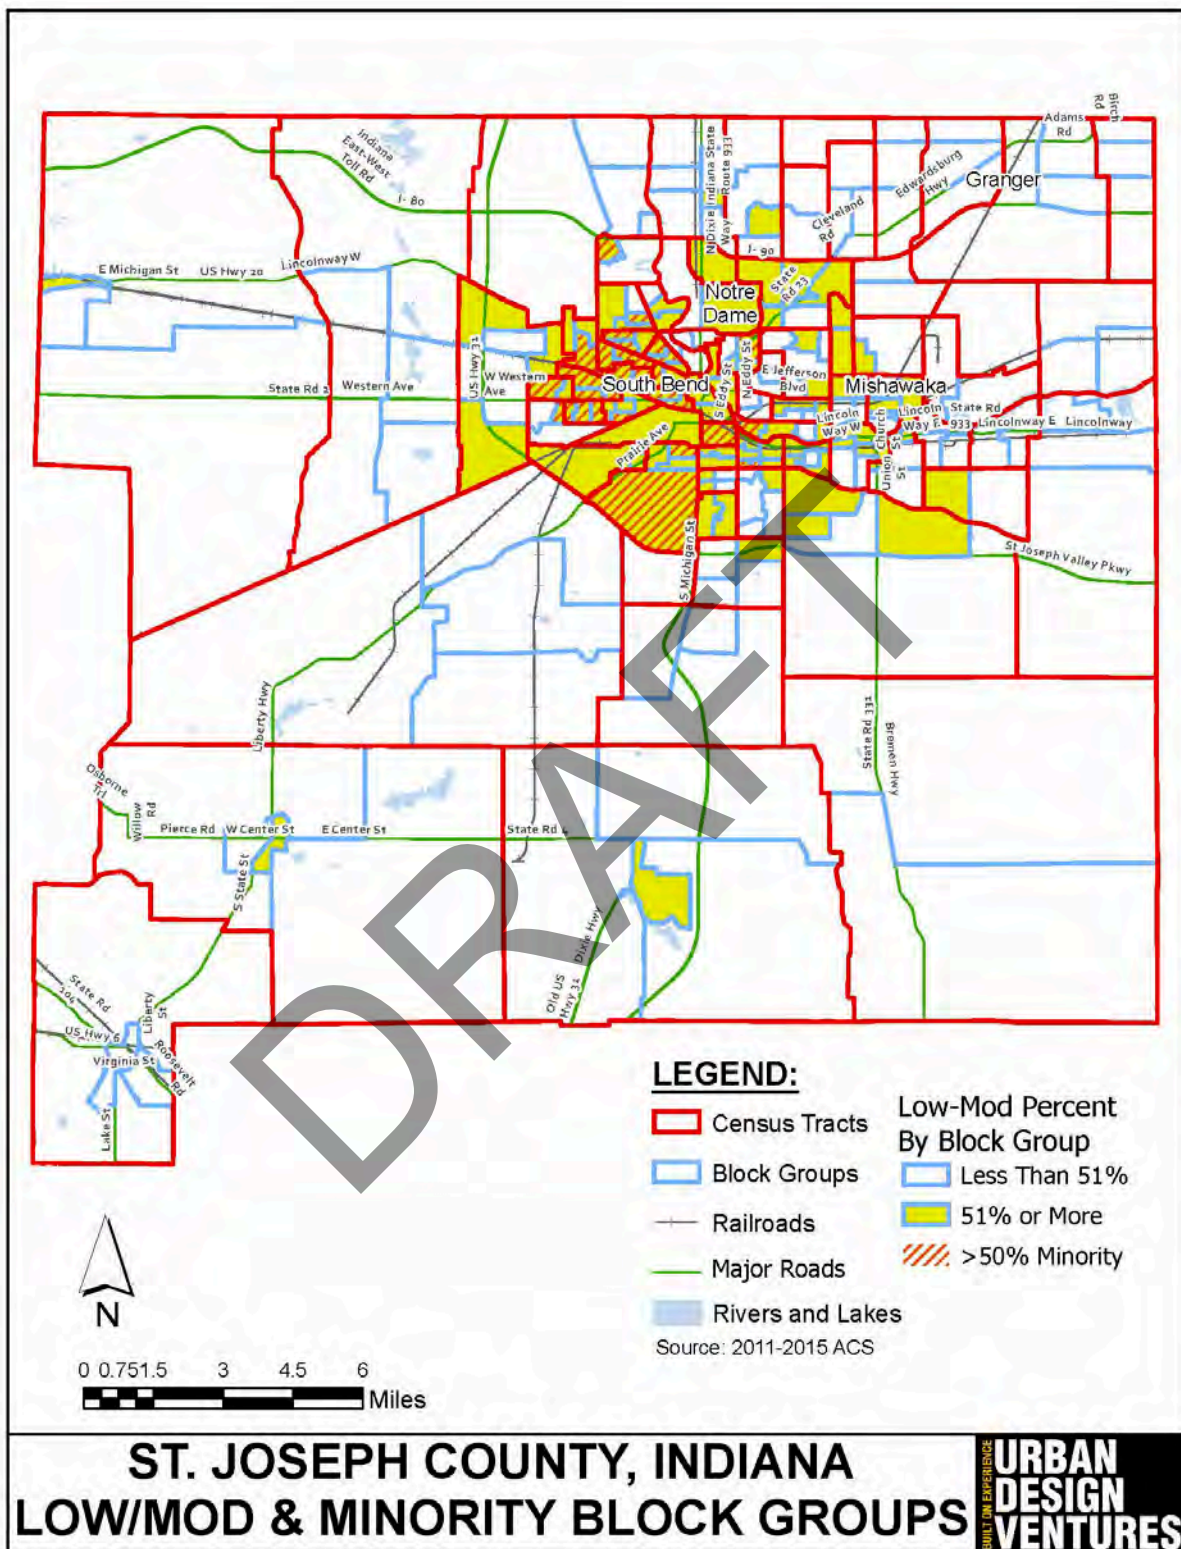 Birch
Rd
Adams
Rd
Indiana
East-West
Toll Rd
I- 80
N Dixie
Way
Indiana State
Route 933
Edwardsburg
Hwy
Granger
Cleveland
Rd
I- 90
E Michigan St
US Hwy 20
Lincolnway W
State
Rd 23
Notre
Dame
US Hwy 31
State Rd 2
Western Ave
W Western
Ave
South Bend
S Eddy St
N Eddy St
E Jefferson
Blvd
Mishawaka
Lincoln
Way W
Church
St
Union
St
Lincoln
Way E
State Rd
933
Lincolnway E
Lincolnway
Prairie Ave
S Michigan St
St Joseph Valley Pkwy
Liberty Hwy
State Rd 331
Bremen Hwy
Osborne
Trl
Willow
Rd
Pierce Rd
W Center St
E Center St
State Rd 4
S State St
Old US
Hwy 31
Dixie Hwy
State Rd
104
Liberty
St
US Hwy 6
Virginia St
Roosevelt
Rd
Lake St
DRAFT
LEGEND:
Census Tracts
Block Groups
Railroads
Major Roads
Rivers and Lakes
Source: 2011-2015 ACS
Low-Mod Percent
By Block Group
Less Than 51%
51% or More
>50% Minority
N
0 0.75 1.5 3 4.5 6
Miles
ST. JOSEPH COUNTY, INDIANA
LOW/MOD & MINORITY BLOCK GROUPS
BUILT ON EXPERIENCE
URBAN
DESIGN
VENTURES